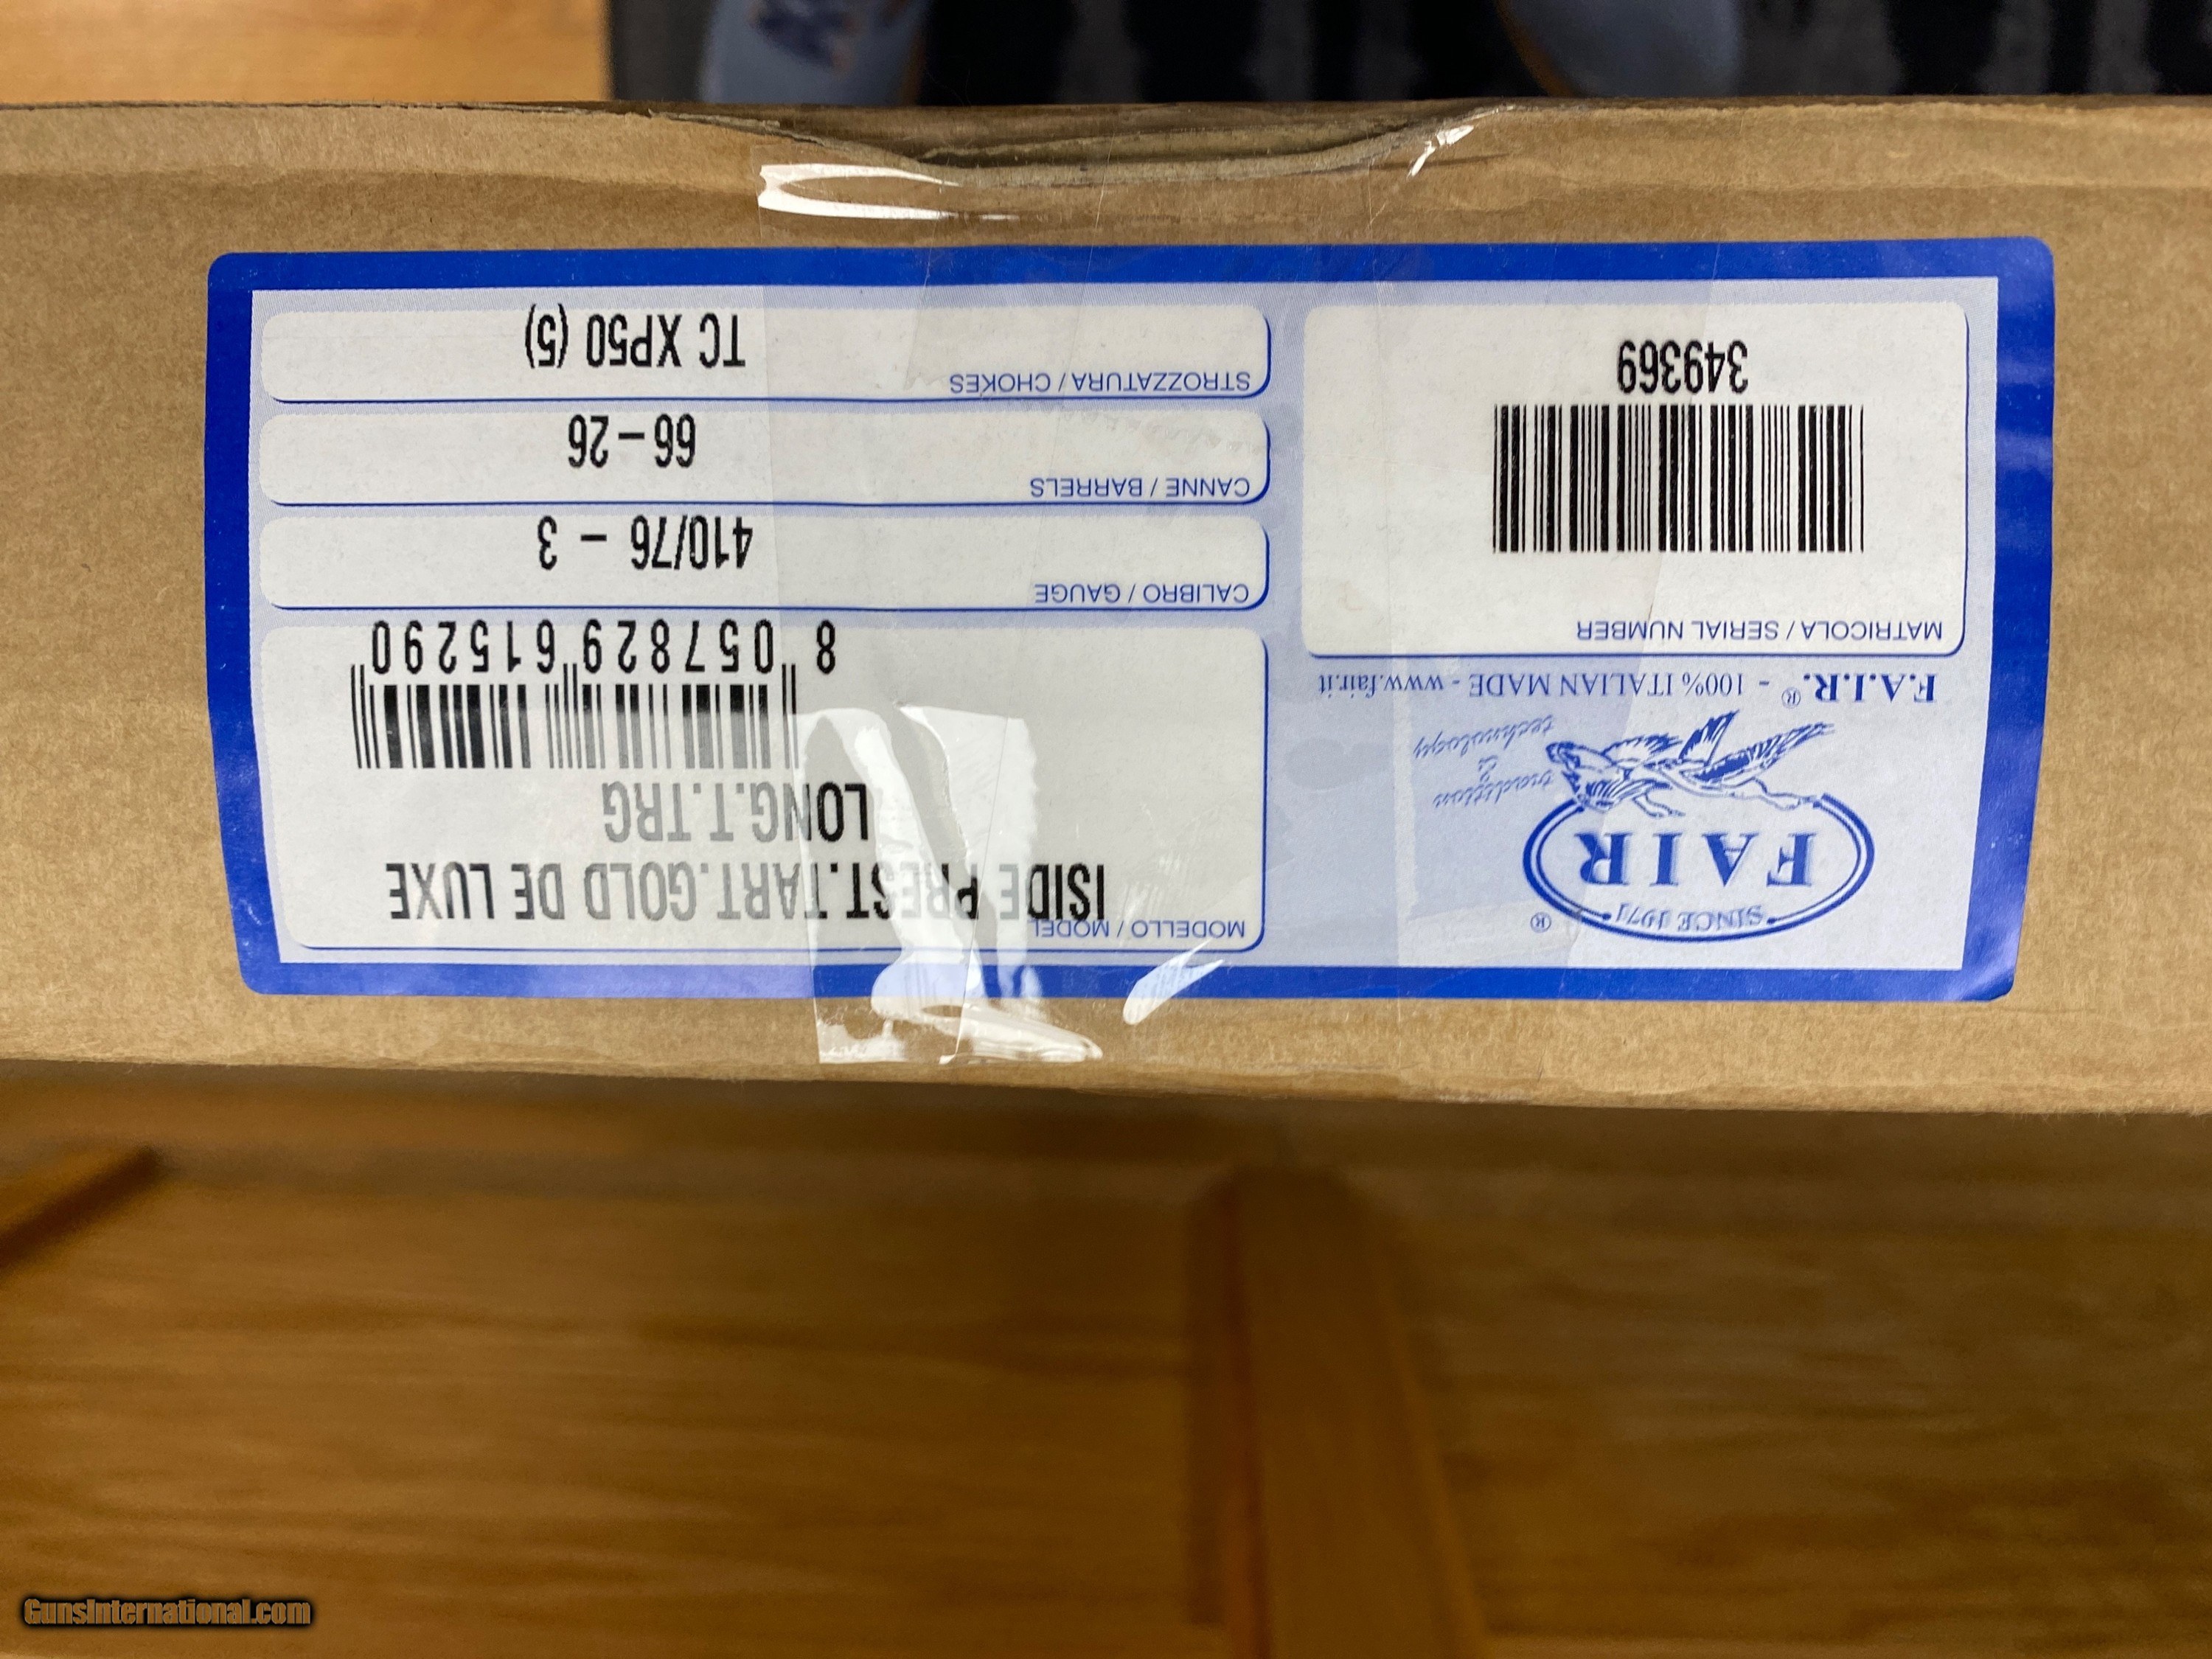 SINCE 1971
FAIR
®
tradition
&
technology
F.A.I.R.® - 100% ITALIAN MADE - www.fair.it
MATRICOLA / SERIAL NUMBER
349369
MODELLO / MODEL
ISIDE PREST.TART.GOLD DE LUXE
LONG.T.TRG
8 057829 615290
CALIBRO / GAUGE
410/76 - 3
CANNE / BARRELS
66-26
STROZZATURA / CHOKES
TC XP50 (5)
GunsInternational.com